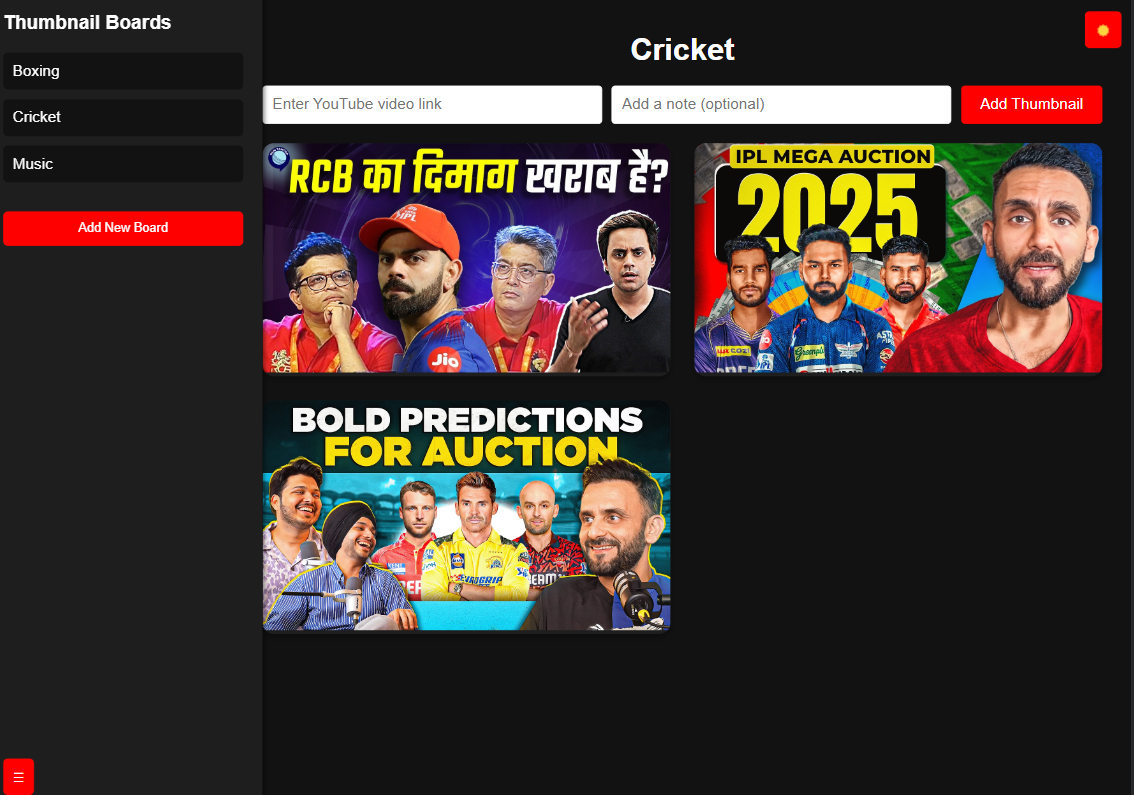 Thumbnail Boards
Boxing
Cricket
Music
Add New Board
Cricket
Enter YouTube video link
Add a note (optional)
Add Thumbnail
RCB का दिमाग खराब है?
Jio
IPL MEGA AUCTION
2025
BOLD PREDICTIONS
FOR AUCTION